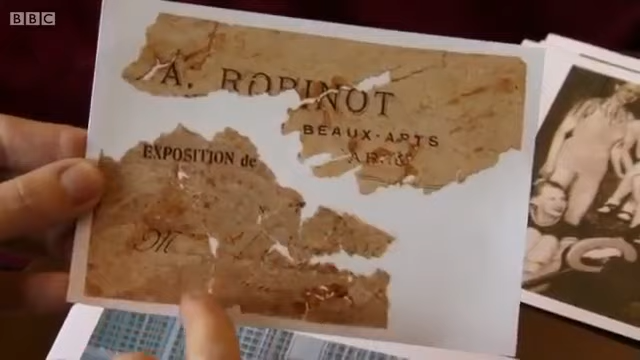 BBC
A. ROBINOT
BEAUX-ARTS
EXPOSITION de
M